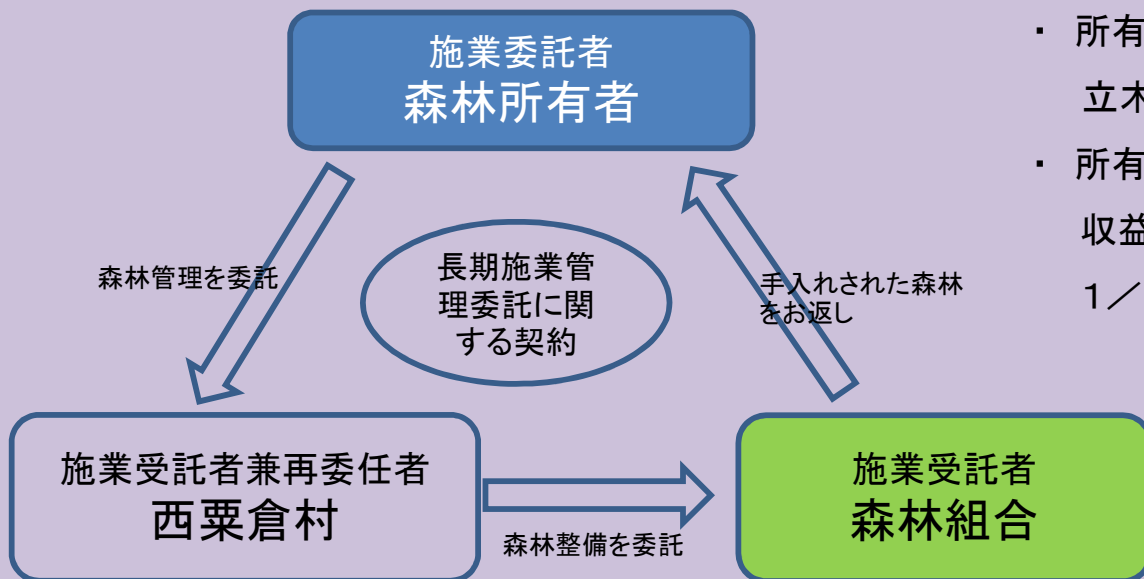 施業委託者
森林所有者
・ 所有
立木
・ 所有
収益
1／
森林管理を委託
長期施業管
理委託に関
する契約
手入れされた森林
をお返し
施業受託者兼再委任者
西粟倉村
森林整備を委託
施業受託者
森林組合